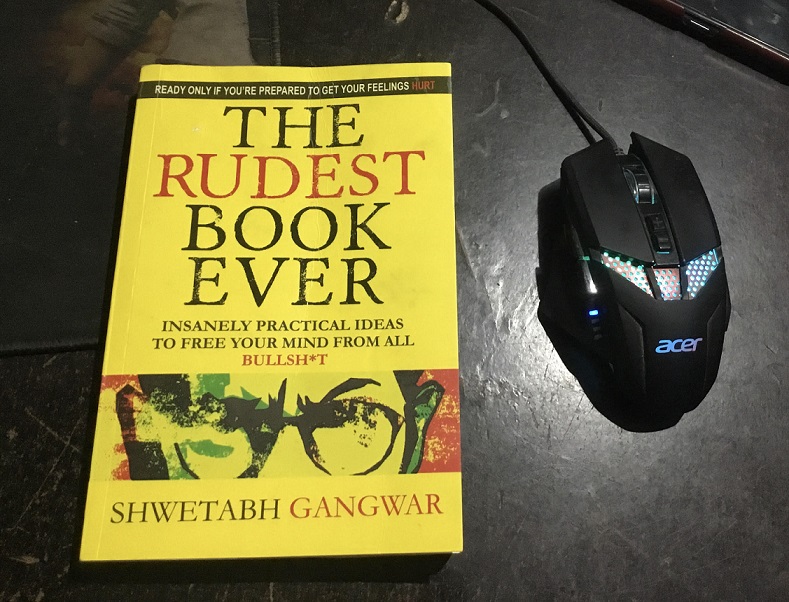 READY ONLY IF YOU'RE PREPARED TO GET YOUR FEELINGS HURT
THE
RUDEST
BOOK
EVER
INSANELY PRACTICAL IDEAS
TO FREE YOUR MIND FROM ALL
BULLSH*T
SHWETABH GANGWAR
acer